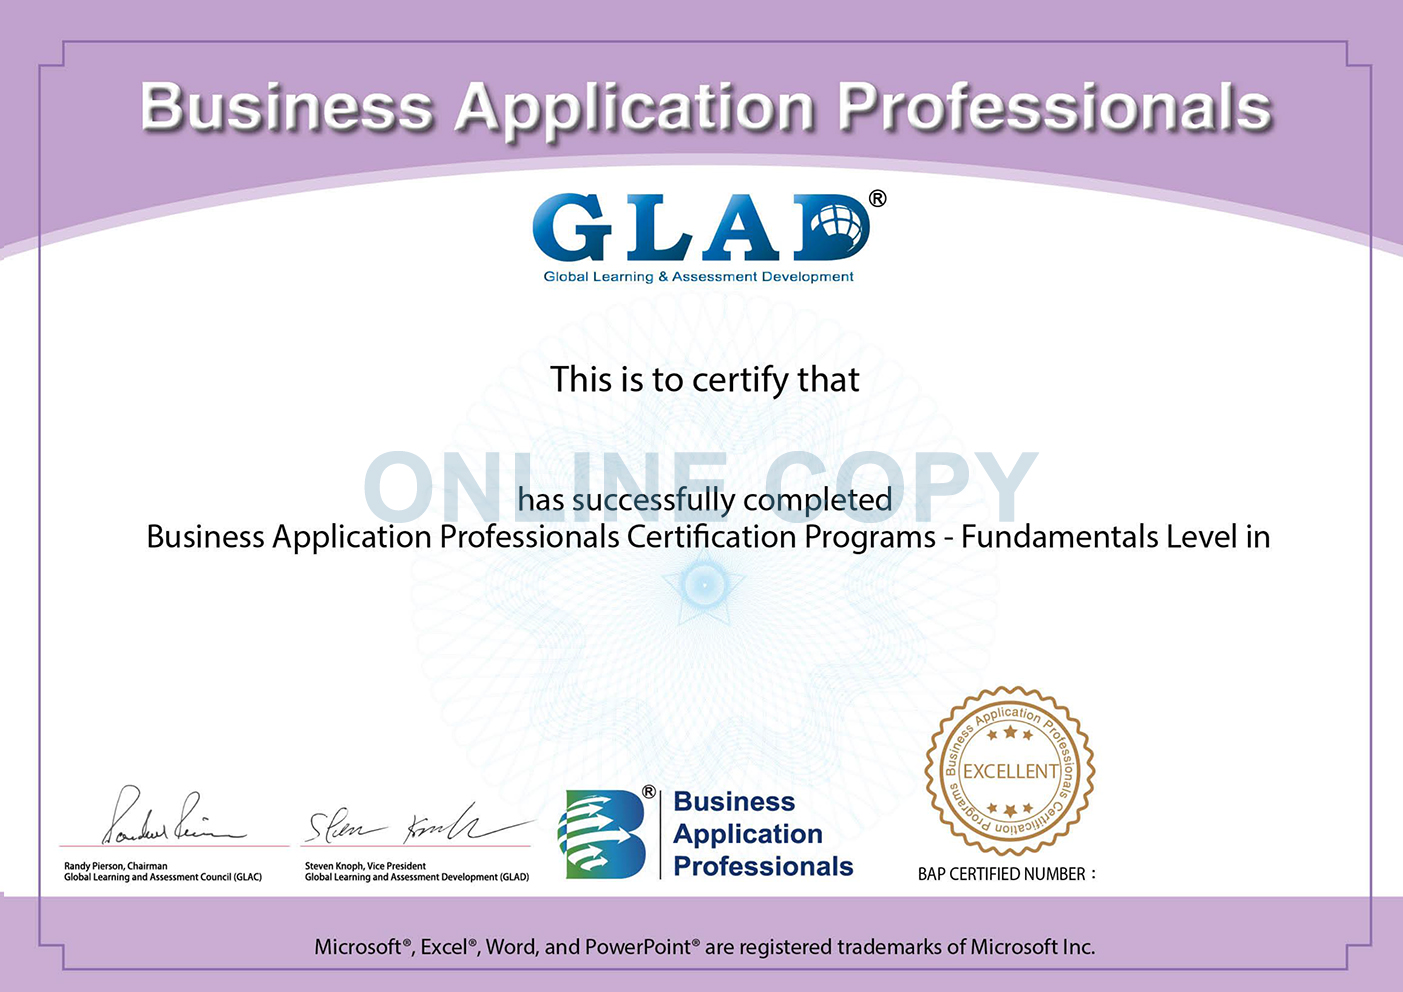 Business Application Professionals
GLAD®
Global Learning & Assessment Development
This is to certify that
ONLINE COPY
has successfully completed
Business Application Professionals Certification Programs - Fundamentals Level in
Business Application Professionals Certification Programs
EXCELLENT
Randy Pierson, Chairman
Global Learning and Assessment Council (GLAC)
Steven Knoph, Vice President
Global Learning and Assessment Development (GLAD)
B®
Business
Application
Professionals
BAP CERTIFIED NUMBER :
Microsoft®, Excel®, Word, and PowerPoint® are registered trademarks of Microsoft Inc.